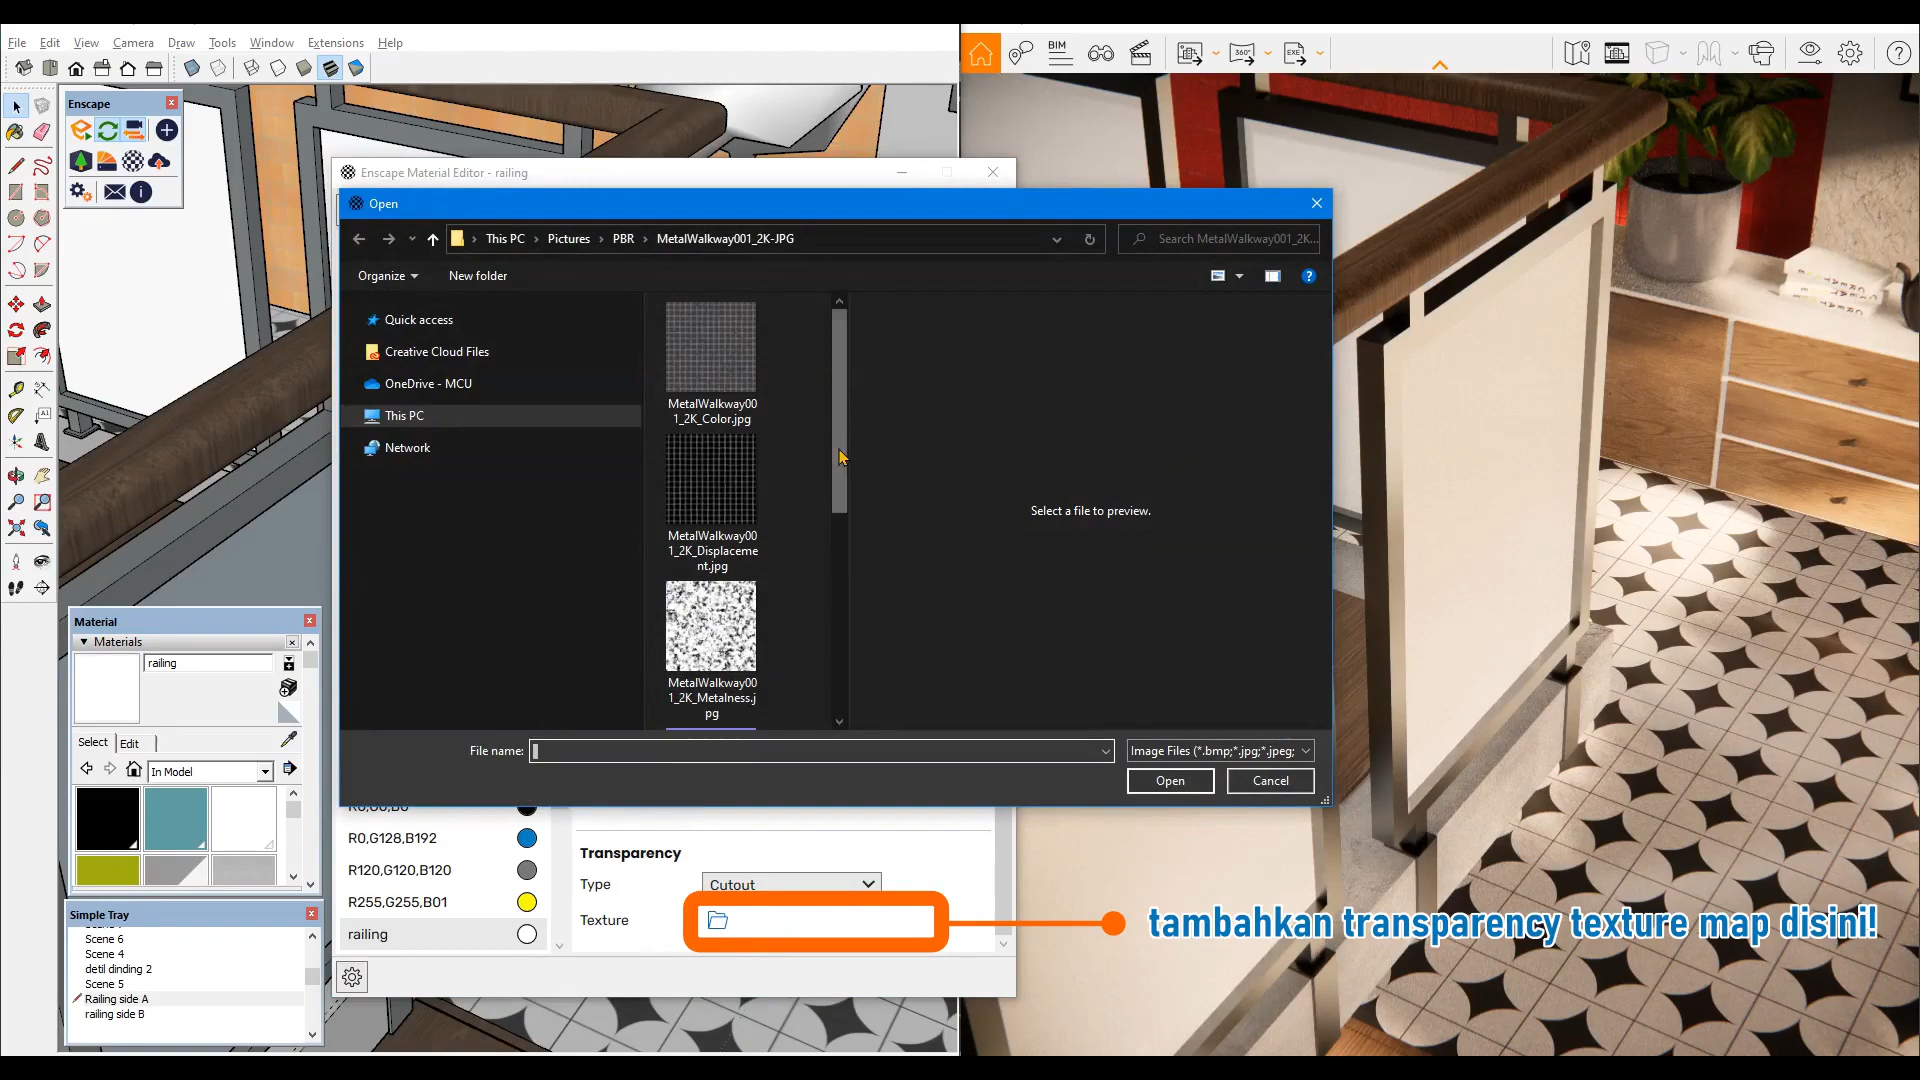 File Edit View Camera Draw Tools Window Extensions Help
BIM
360°
EXE
Enscape
Enscape Material Editor - railing
Open
This PC > Pictures > PBR > MetalWalkway001_2K-JPG
Search MetalWalkway001_2K...
Organize
New folder
Quick access
Creative Cloud Files
OneDrive - MCU
This PC
Network
MetalWalkway00
1_2K_Color.jpg
MetalWalkway00
1_2K_Displaceme
nt.jpg
MetalWalkway00
1_2K_Metalness.j
pg
Select a file to preview.
File name:
Image Files (*.bmp;*.jpg;*.jpeg;
Open
Cancel
Material
Materials
railing
Select
Edit
In Model
R0,G128,B192
R120,G120,B120
R255,G255,B01
railing
Transparency
Type
Cutout
Texture
tambahkan transparency texture map disini!
Simple Tray
Scene 6
Scene 4
detil dinding 2
Scene 5
Railing side A
railing side B